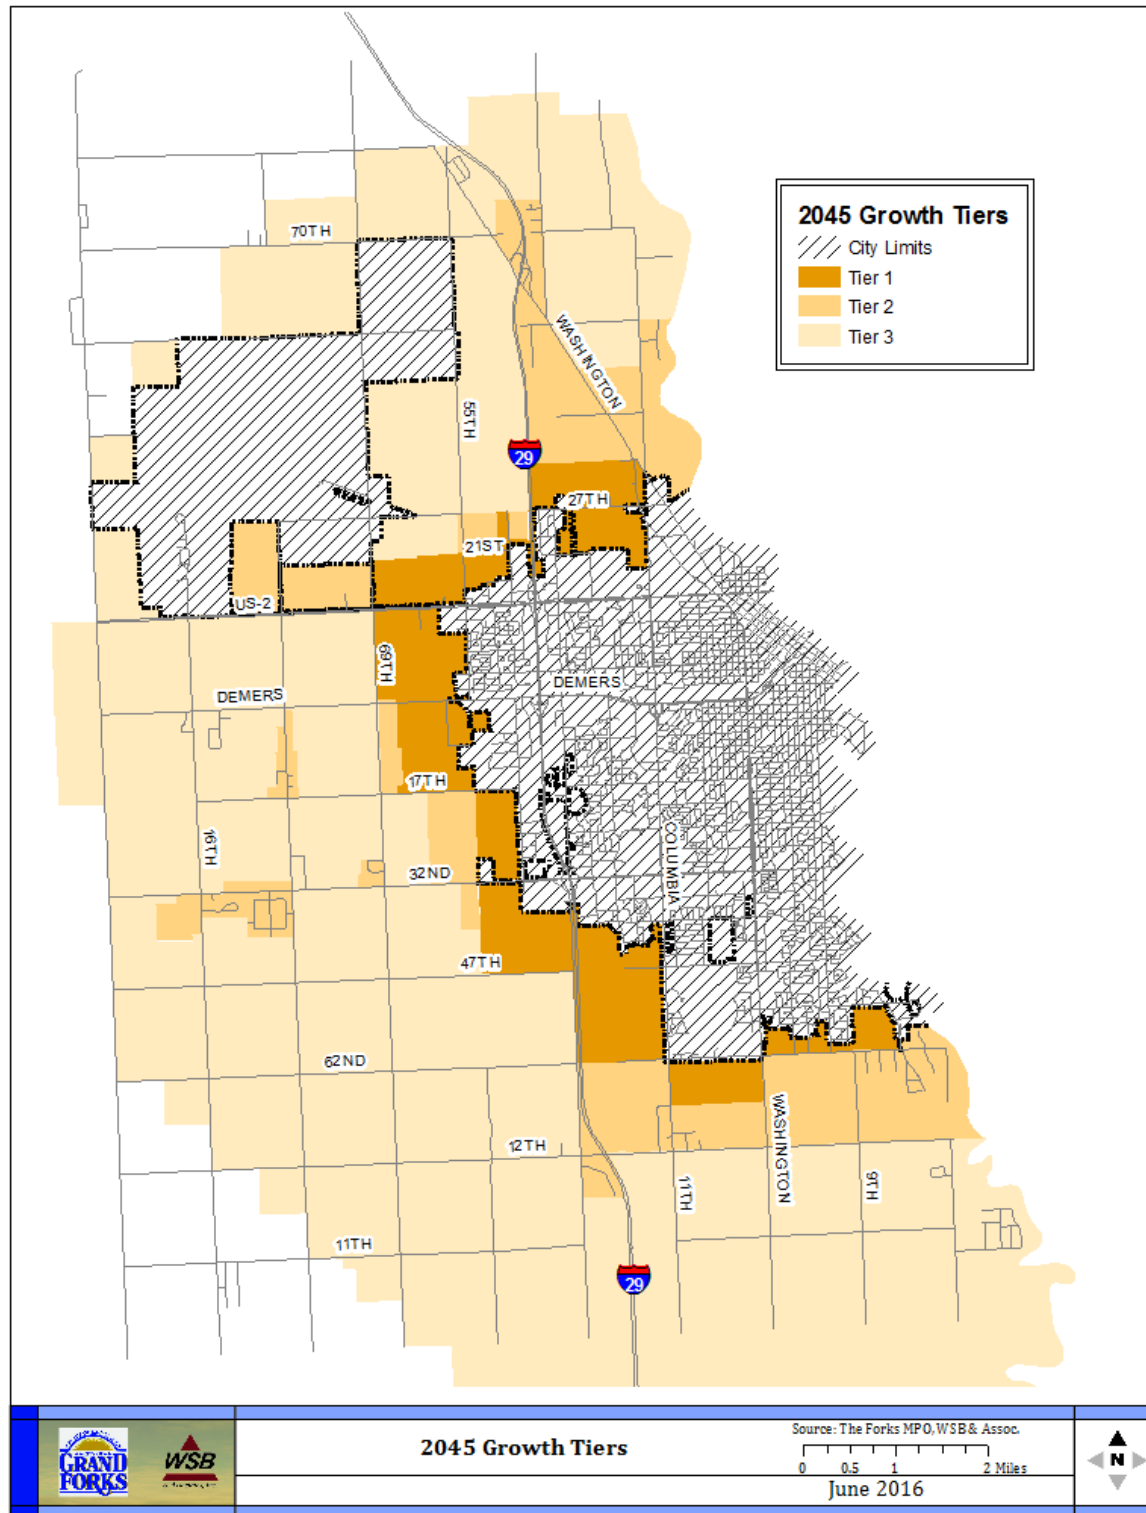 2045 Growth Tiers
City Limits
Tier 1
Tier 2
Tier 3
70TH
WASHINGTON
55TH
29
27TH
21ST
US-2
69TH
DEMERS
DEMERS
17TH
16TH
COLUMBIA
32ND
47TH
62ND
12TH
11TH
WASHINGTON
9TH
11TH
29
GRAND
FORKS
WSB
2045 Growth Tiers
Source: The Forks MPO, WSB & Assoc.
0 0.5 1 2 Miles
June 2016
N